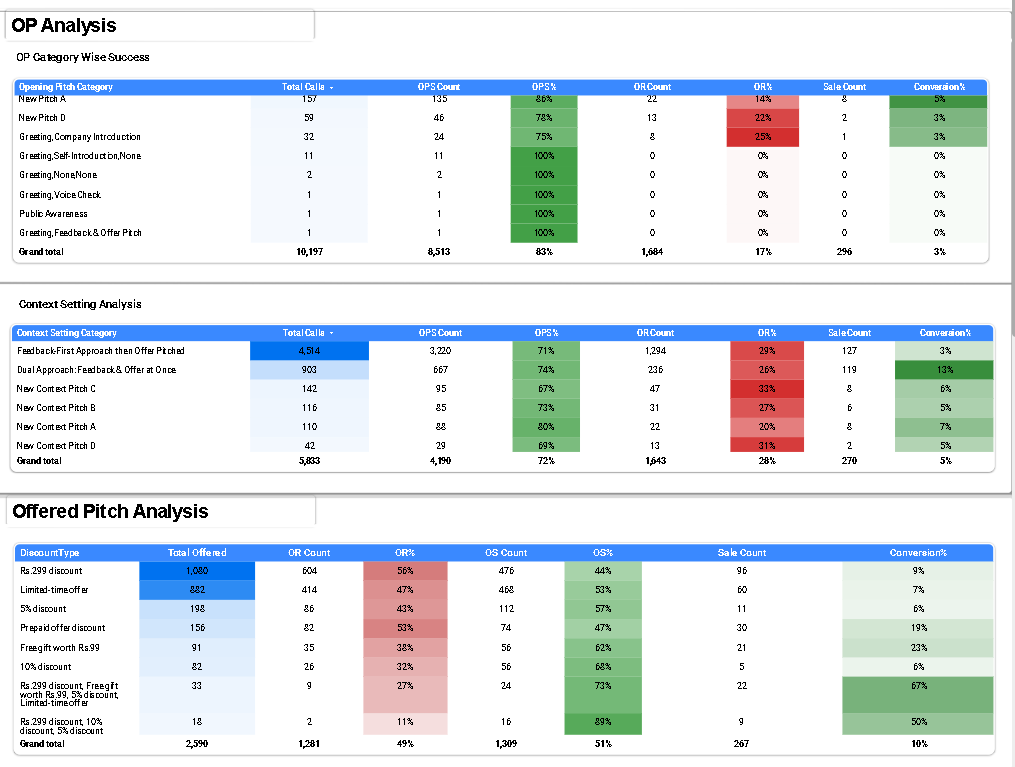 OP Analysis
OP Category Wise Success
Opening Pitch Category Total Calls OPS Count OPS% OR Count OR% Sale Count Conversion%
New Pitch A 157 135 86% 22 14% 8 5%
New Pitch D 59 46 78% 13 22% 2 3%
Greeting,Company Introduction 32 24 75% 8 25% 1 3%
Greeting,Self-Introduction,None 11 11 100% 0 0% 0 0%
Greeting,None,None 2 2 100% 0 0% 0 0%
Greeting,Voice Check 1 1 100% 0 0% 0 0%
Public Awareness 1 1 100% 0 0% 0 0%
Greeting,Feedback & Offer Pitch 1 1 100% 0 0% 0 0%
Grand total 10,197 8,513 83% 1,684 17% 296 3%
Context Setting Analysis
Context Setting Category Total Calls OPS Count OPS% OR Count OR% Sale Count Conversion%
Feedback-First Approach then Offer Pitched 4,514 3,220 71% 1,294 29% 127 3%
Dual Approach: Feedback & Offer at Once 903 667 74% 236 26% 119 13%
New Context Pitch C 142 95 67% 47 33% 8 6%
New Context Pitch B 116 85 73% 31 27% 6 5%
New Context Pitch A 110 88 80% 22 20% 8 7%
New Context Pitch D 42 29 69% 13 31% 2 5%
Grand total 5,833 4,190 72% 1,643 28% 270 5%
Offered Pitch Analysis
DiscountType Total Offered OR Count OR% OS Count OS% Sale Count Conversion%
Rs.299 discount 1,080 604 56% 476 44% 96 9%
Limited-time offer 882 414 47% 468 53% 60 7%
5% discount 198 86 43% 112 57% 11 6%
Prepaid offer discount 156 82 53% 74 47% 30 19%
Free gift worth Rs.99 91 35 38% 56 62% 21 23%
10% discount 82 26 32% 56 68% 5 6%
Rs.299 discount, Free gift 33 9 27% 24 73% 22 67%
worth Rs.99, 5% discount,
Limited-time offer
Rs.299 discount, 10% 18 2 11% 16 89% 9 50%
discount, 5% discount
Grand total 2,590 1,281 49% 1,309 51% 267 10%